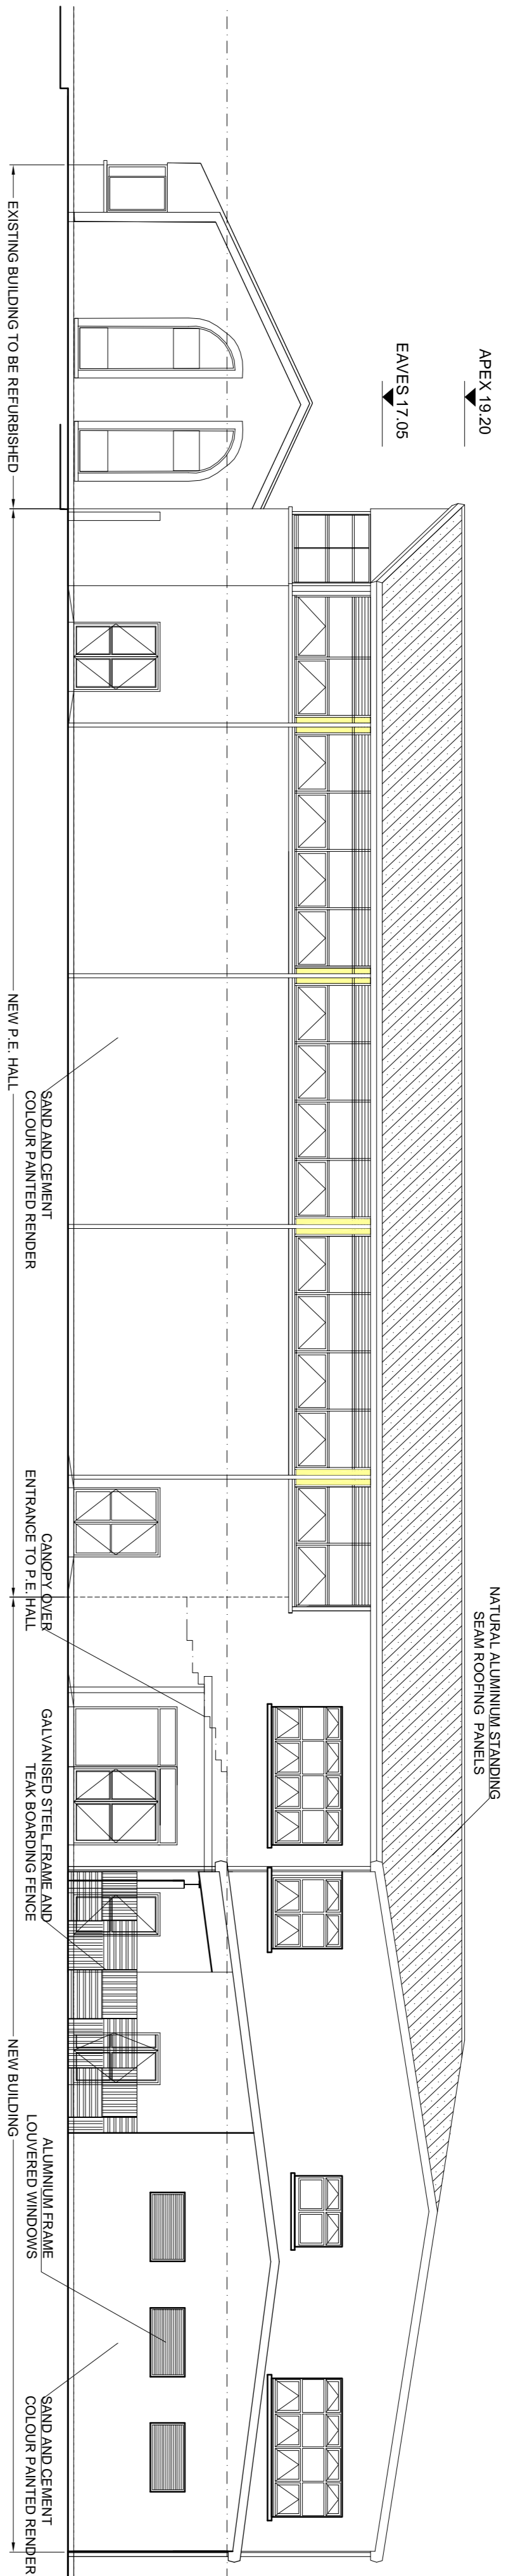 APEX 19.20
EAVES 17.05
NATURAL ALUMINIUM STANDING
SEAM ROOFING PANELS
SAND AND CEMENT
COLOUR PAINTED RENDER
CANOPY OVER
ENTRANCE TO P.E. HALL
GALVANISED STEEL FRAME AND
TEAK BOARDING FENCE
ALUMNIUM FRAME
LOUVERED WINDOWS
SAND AND CEMENT
COLOUR PAINTED RENDER
EXISTING BUILDING TO BE REFURBISHED
NEW P.E. HALL
NEW BUILDING